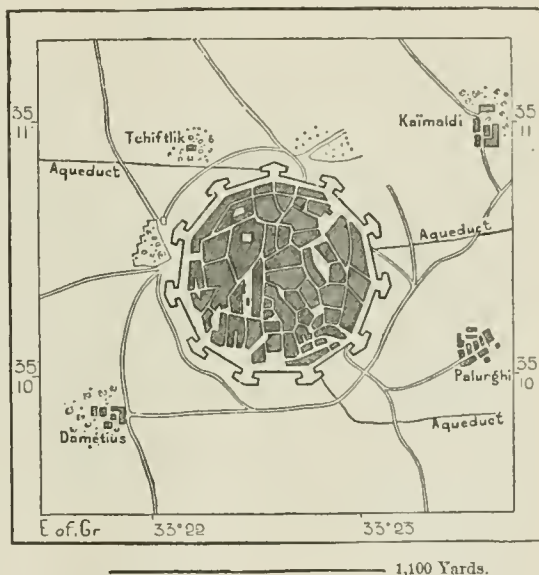 35
11'
Tchiftlik
Kaïmaldi
35
11
Aqueduct
Aqueduct
35
10
35
10
Palurghi
Damétius
Aqueduct
E of. Gr
33°22
33°23
1,100 Yards.